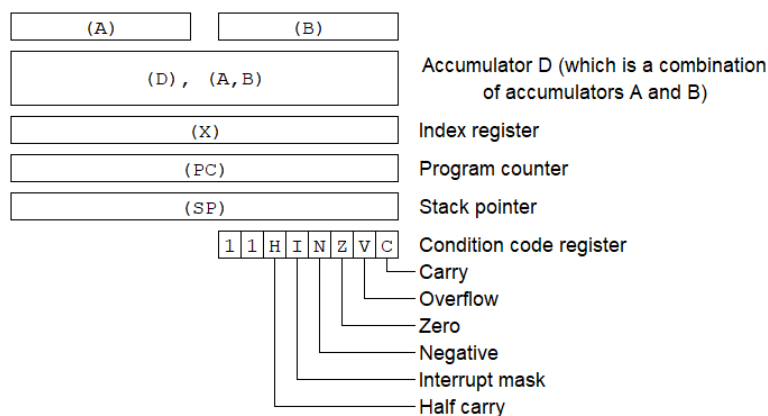 (A) (B)
(D), (A,B)
Accumulator D (which is a combination
of accumulators A and B)
(X) Index register
(PC) Program counter
(SP) Stack pointer
1 1 H I N Z V C Condition code register
Carry
Overflow
Zero
Negative
Interrupt mask
Half carry